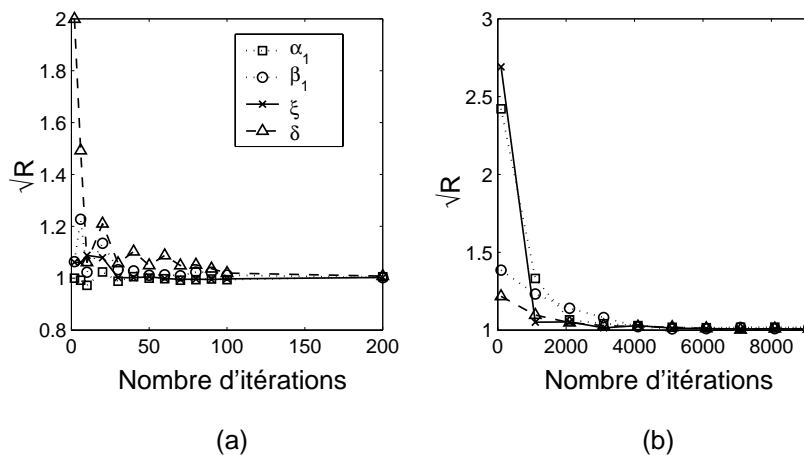 2
1.8
1.6
1.4
1.2
1
0.8
√R
0 50 100 150 200
Nombre d'itérations
α1
β1
ξ
δ
(a)
3
2.5
2
1.5
1
√R
0 2000 4000 6000 8000
Nombre d'itérations
(b)